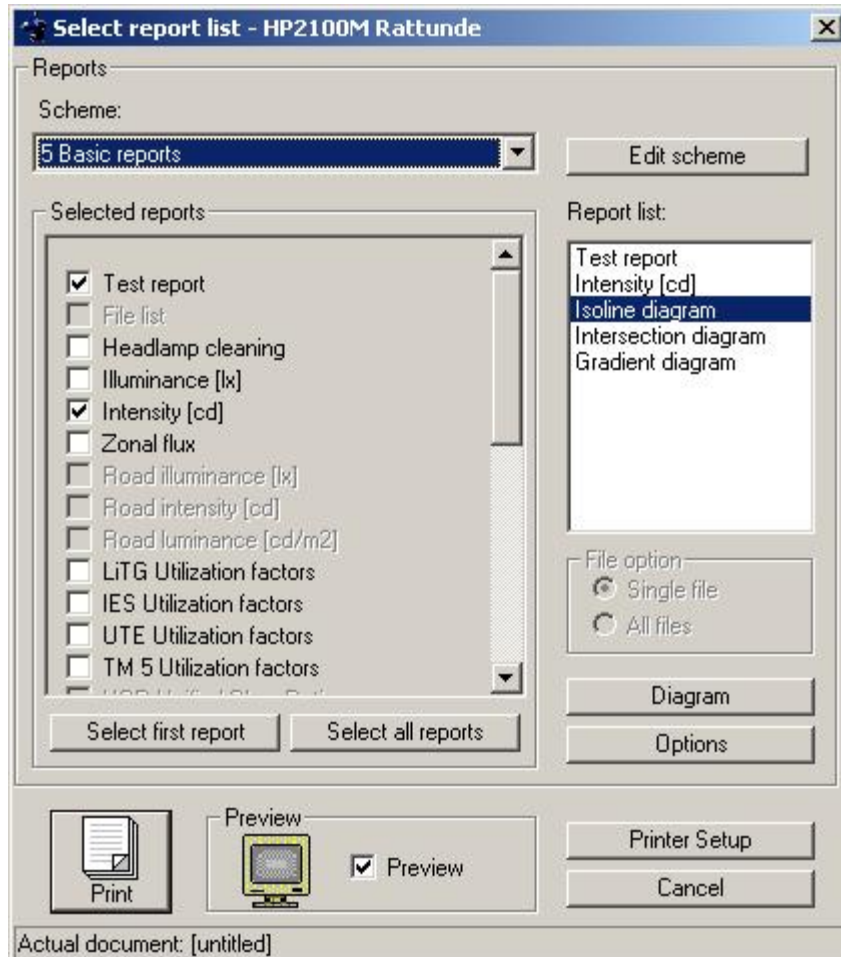 Select report list - HP2100M Rattunde
Reports
Scheme:
5 Basic reports
Edit scheme
Selected reports
Test report
File list
Headlamp cleaning
Illuminance [lx]
Intensity [cd]
Zonal flux
Road illuminance [lx]
Road intensity [cd]
Road luminance [cd/m2]
LiTG Utilization factors
IES Utilization factors
UTE Utilization factors
TM 5 Utilization factors
Select first report
Select all reports
Report list:
Test report
Intensity [cd]
Isoline diagram
Intersection diagram
Gradient diagram
File option
Single file
All files
Diagram
Options
Print
Preview
Preview
Printer Setup
Cancel
Actual document: [untitled]